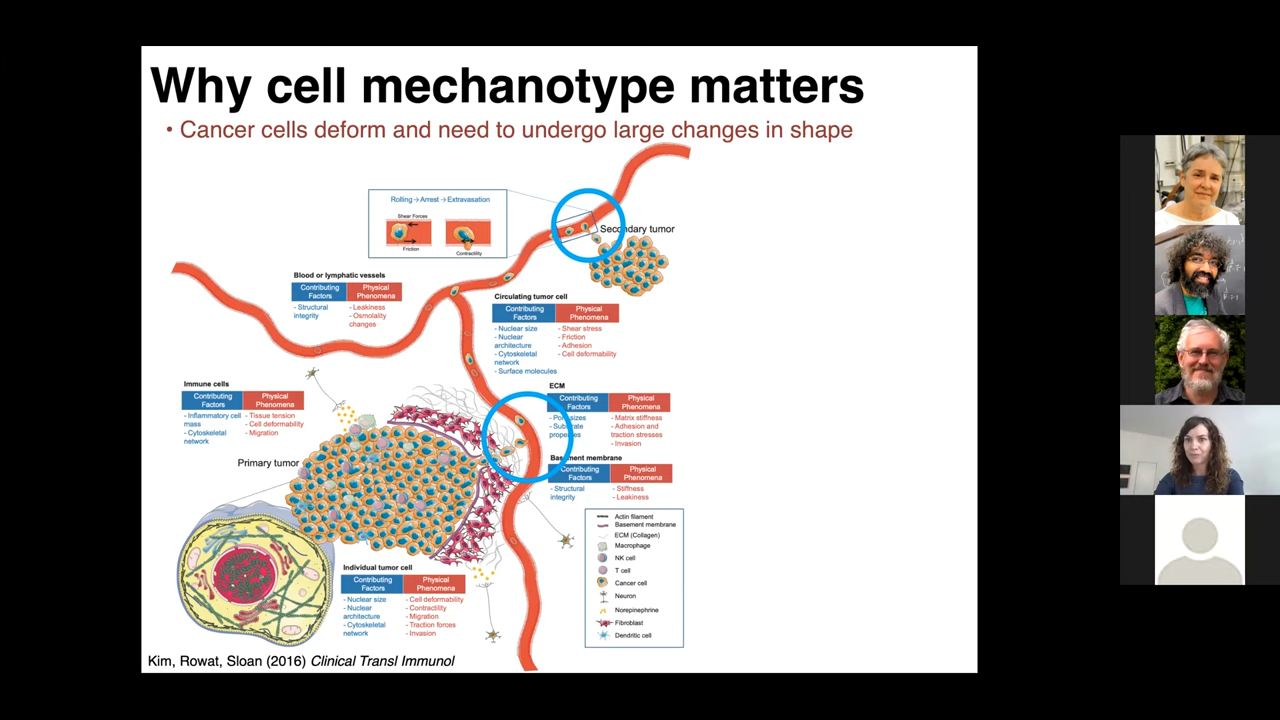 Why cell mechanotype matters
• Cancer cells deform and need to undergo large changes in shape
Rolling → Arrest → Extravasation
Shear Forces
Friction
Contractility
Secondary tumor
Blood or lymphatic vessels
Contributing Factors
Physical Phenomena
- Structural integrity
- Leakiness
- Osmolality changes
Circulating tumor cell
Contributing Factors
Physical Phenomena
- Nuclear size
- Nuclear architecture
- Cytoskeletal network
- Surface molecules
- Shear stress
- Friction
- Adhesion
- Cell deformability
Immune cells
Contributing Factors
Physical Phenomena
- Inflammatory cell mass
- Cytoskeletal network
- Tissue tension
- Cell deformability
- Migration
ECM
Contributing Factors
Physical Phenomena
- Pore sizes
- Substrate properties
- Matrix stiffness
- Adhesion and traction stresses
- Invasion
Primary tumor
Basement membrane
Contributing Factors
Physical Phenomena
- Structural integrity
- Stiffness
- Leakiness
Actin filament
Basement membrane
ECM (Collagen)
Macrophage
NK cell
T cell
Cancer cell
Neuron
Norepinephrine
Fibroblast
Dendritic cell
Individual tumor cell
Contributing Factors
Physical Phenomena
- Nuclear size
- Nuclear architecture
- Cytoskeletal network
- Cell deformability
- Contractility
- Migration
- Traction forces
- Invasion
Kim, Rowat, Sloan (2016) Clinical Transl Immunol